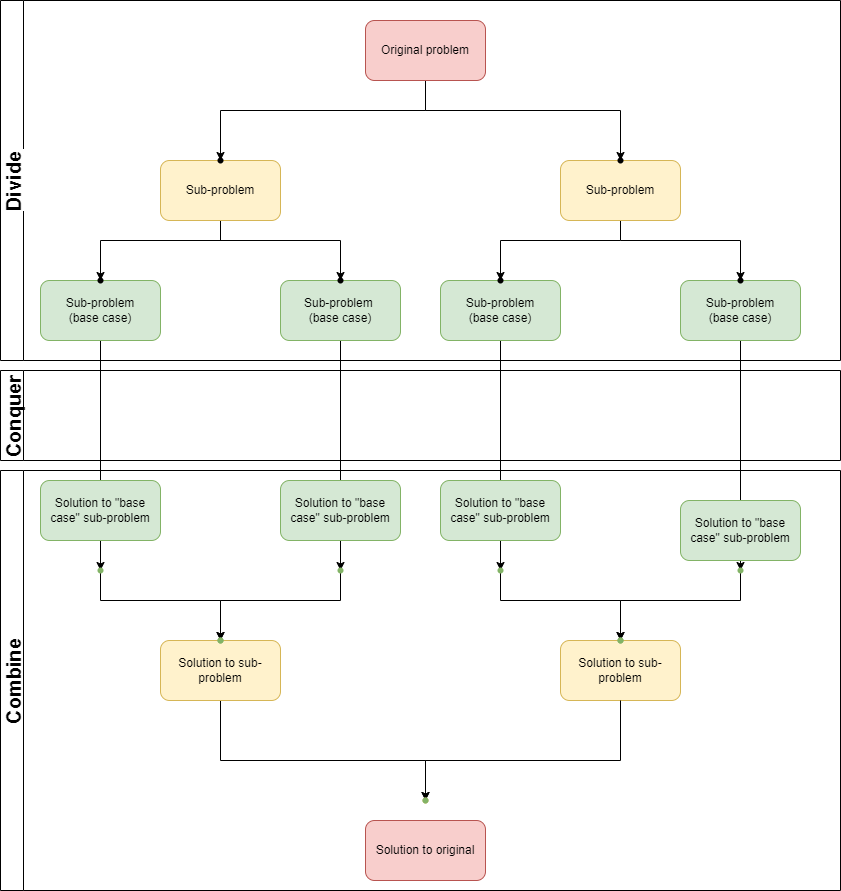 Divide
Original problem
Sub-problem
Sub-problem
Sub-problem
(base case)
Sub-problem
(base case)
Sub-problem
(base case)
Sub-problem
(base case)
Conquer
Combine
Solution to "base
case" sub-problem
Solution to "base
case" sub-problem
Solution to "base
case" sub-problem
Solution to "base
case" sub-problem
Solution to sub-
problem
Solution to sub-
problem
Solution to original